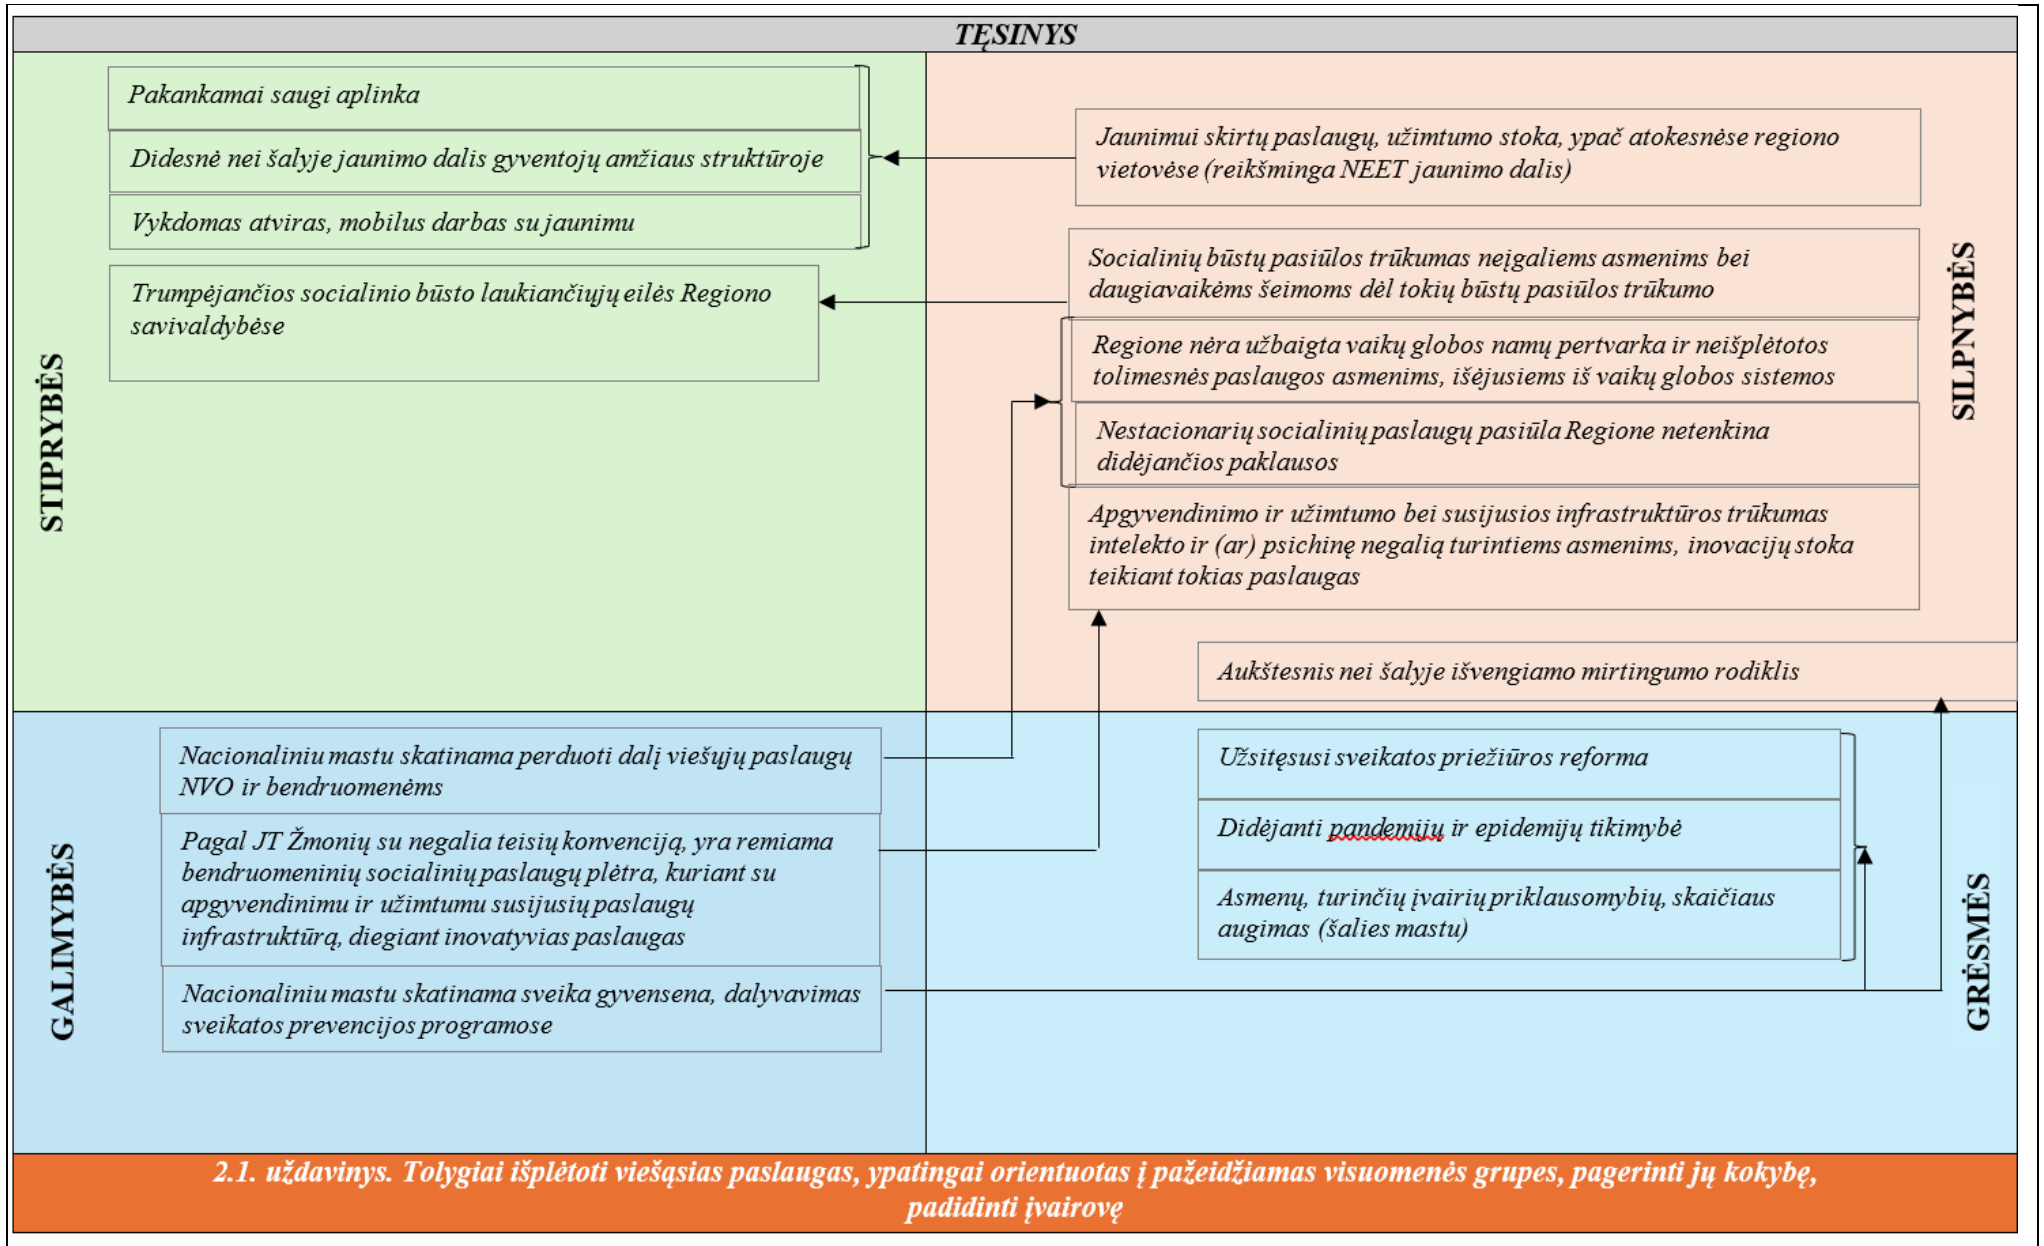 TĘSINYS
STIPRYBĖS
Pakankamai saugi aplinka
Didesnė nei šalyje jaunimo dalis gyventojų amžiaus struktūroje
Vykdomas atviras, mobilus darbas su jaunimu
Trumpėjančios socialinio būsto laukiančiųjų eilės Regiono
savivaldybėse
SILPNYBĖS
Jaunimui skirtų paslaugų, užimtumo stoka, ypač atokesnėse regiono
vietovėse (reikšminga NEET jaunimo dalis)
Socialinių būstų pasiūlos trūkumas neįgaliems asmenims bei
daugiavaikėms šeimoms dėl tokių būstų pasiūlos trūkumo
Regione nėra užbaigta vaikų globos namų pertvarka ir neišplėtotos
tolimesnės paslaugos asmenims, išėjusiems iš vaikų globos sistemos
Nestacionarių socialinių paslaugų pasiūla Regione netenkina
didėjančios paklausos
Apgyvendinimo ir užimtumo bei susijusios infrastruktūros trūkumas
intelekto ir (ar) psichinę negalią turintiems asmenims, inovacijų stoka
teikiant tokias paslaugas
Aukštesnis nei šalyje išvengiamo mirtingumo rodiklis
GALIMYBĖS
Nacionaliniu mastu skatinama perduoti dalį viešųjų paslaugų
NVO ir bendruomenėms
Pagal JT Žmonių su negalia teisių konvenciją, yra remiama
bendruomeninių socialinių paslaugų plėtra, kuriant su
apgyvendinimu ir užimtumu susijusių paslaugų
infrastruktūrą, diegiant inovatyvias paslaugas
Nacionaliniu mastu skatinama sveika gyvensena, dalyvavimas
sveikatos prevencijos programose
GRĖSMĖS
Užsitęsusi sveikatos priežiūros reforma
Didėjanti pandemijų ir epidemijų tikimybė
Asmenų, turinčių įvairių priklausomybių, skaičiaus
augimas (šalies mastu)
2.1. uždavinys. Tolygiai išplėtoti viešąsias paslaugas, ypatingai orientuotas į pažeidžiamas visuomenės grupes, pagerinti jų kokybę,
padidinti įvairovę